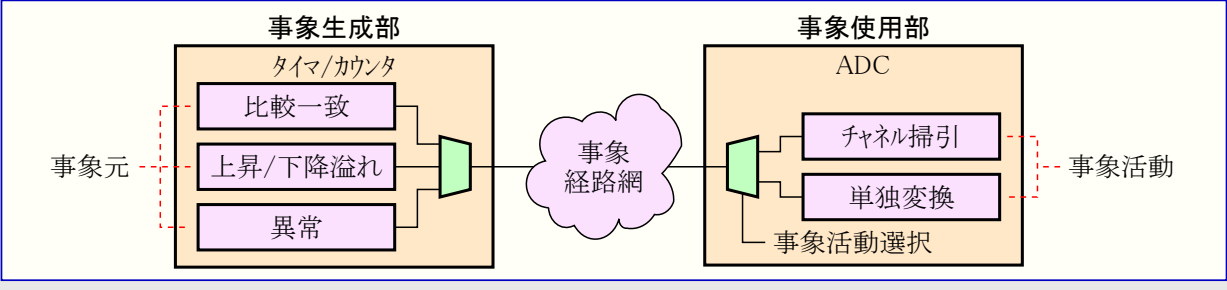 事象生成部
タイマ/カウンタ
比較一致
上昇/下降溢れ
異常
事象元
事象
経路網
事象使用部
ADC
チャネル掃引
単独変換
事象活動選択
事象活動